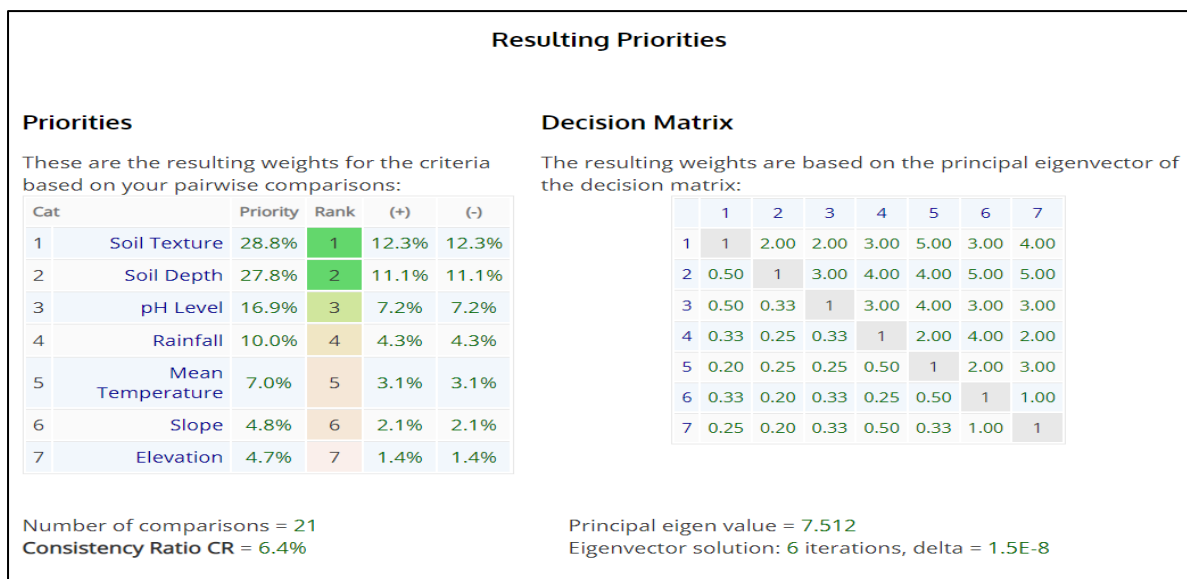 Resulting Priorities
Priorities
These are the resulting weights for the criteria
based on your pairwise comparisons:
Cat Priority Rank (+) (-)
1 Soil Texture 28.8% 1 12.3% 12.3%
2 Soil Depth 27.8% 2 11.1% 11.1%
3 pH Level 16.9% 3 7.2% 7.2%
4 Rainfall 10.0% 4 4.3% 4.3%
5 Mean Temperature 7.0% 5 3.1% 3.1%
6 Slope 4.8% 6 2.1% 2.1%
7 Elevation 4.7% 7 1.4% 1.4%
Number of comparisons = 21
Consistency Ratio CR = 6.4%
Decision Matrix
The resulting weights are based on the principal eigenvector of
the decision matrix:
1 2 3 4 5 6 7
1 1 2.00 2.00 3.00 5.00 3.00 4.00
2 0.50 1 3.00 4.00 4.00 5.00 5.00
3 0.50 0.33 1 3.00 4.00 3.00 3.00
4 0.33 0.25 0.33 1 2.00 4.00 2.00
5 0.20 0.25 0.25 0.50 1 2.00 3.00
6 0.33 0.20 0.33 0.25 0.50 1 1.00
7 0.25 0.20 0.33 0.50 0.33 1.00 1
Principal eigen value = 7.512
Eigenvector solution: 6 iterations, delta = 1.5E-8